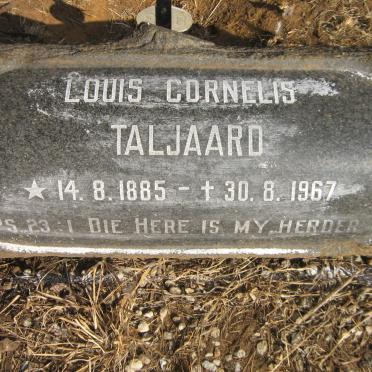 LOUIS CORNELIS
TALJAARD
★ 14. 8. 1885 – ✝ 30. 8. 1967
PS 23:1 DIE HERE IS MY HERDER